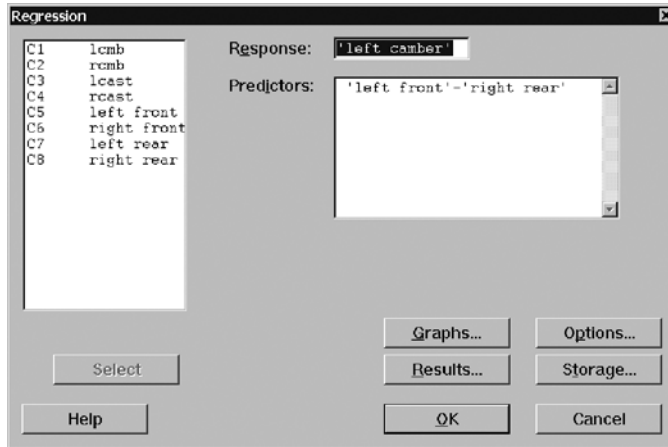 Regression
C1 lcmb
C2 rcmb
C3 lcast
C4 rcast
C5 left front
C6 right front
C7 left rear
C8 right rear
Response: 'left camber'
Predictors: 'left front'-'right rear'
Graphs... Options...
Select Results... Storage...
Help OK Cancel